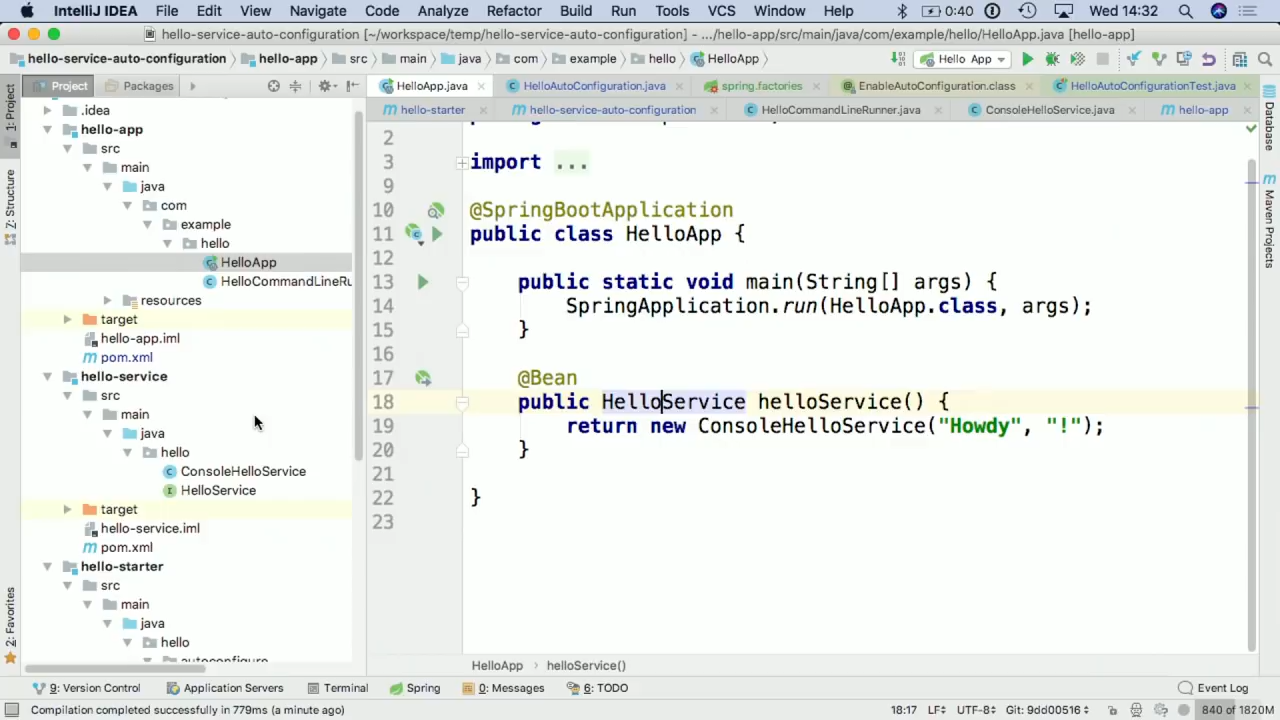 IntelliJ IDEA File Edit View Navigate Code Analyze Refactor Build Run Tools VCS Window Help 0:40 Wed 14:32
hello-service-auto-configuration [~/workspace/temp/hello-service-auto-configuration] - .../hello-app/src/main/java/com/example/hello/HelloApp.java [hello-app]
hello-service-auto-configuration hello-app src main java com example hello HelloApp Hello App
Project Packages HelloApp.java HelloAutoConfiguration.java spring.factories EnableAutoConfiguration.class HelloAutoConfigurationTest.java
hello-starter hello-service-auto-configuration HelloCommandLineRunner.java ConsoleHelloService.java hello-app
1: Project
Z: Structure
2: Favorites
.idea
hello-app
src
main
java
com
example
hello
HelloApp
HelloCommandLineRu
resources
target
hello-app.iml
pom.xml
hello-service
src
main
java
hello
ConsoleHelloService
HelloService
target
hello-service.iml
pom.xml
hello-starter
src
main
java
hello
autoconfigure
2
3 import ...
9
10 @SpringBootApplication
11 public class HelloApp {
12
13 public static void main(String[] args) {
14 SpringApplication.run(HelloApp.class, args);
15 }
16
17 @Bean
18 public HelloService helloService() {
19 return new ConsoleHelloService("Howdy", "!");
20 }
21
22 }
23
Database
Maven Projects
HelloApp helloService()
9: Version Control Application Servers Terminal Spring 0: Messages 6: TODO Event Log
Compilation completed successfully in 779ms (a minute ago) 18:17 LF UTF-8 Git: 9dd00516 840 of 1820M